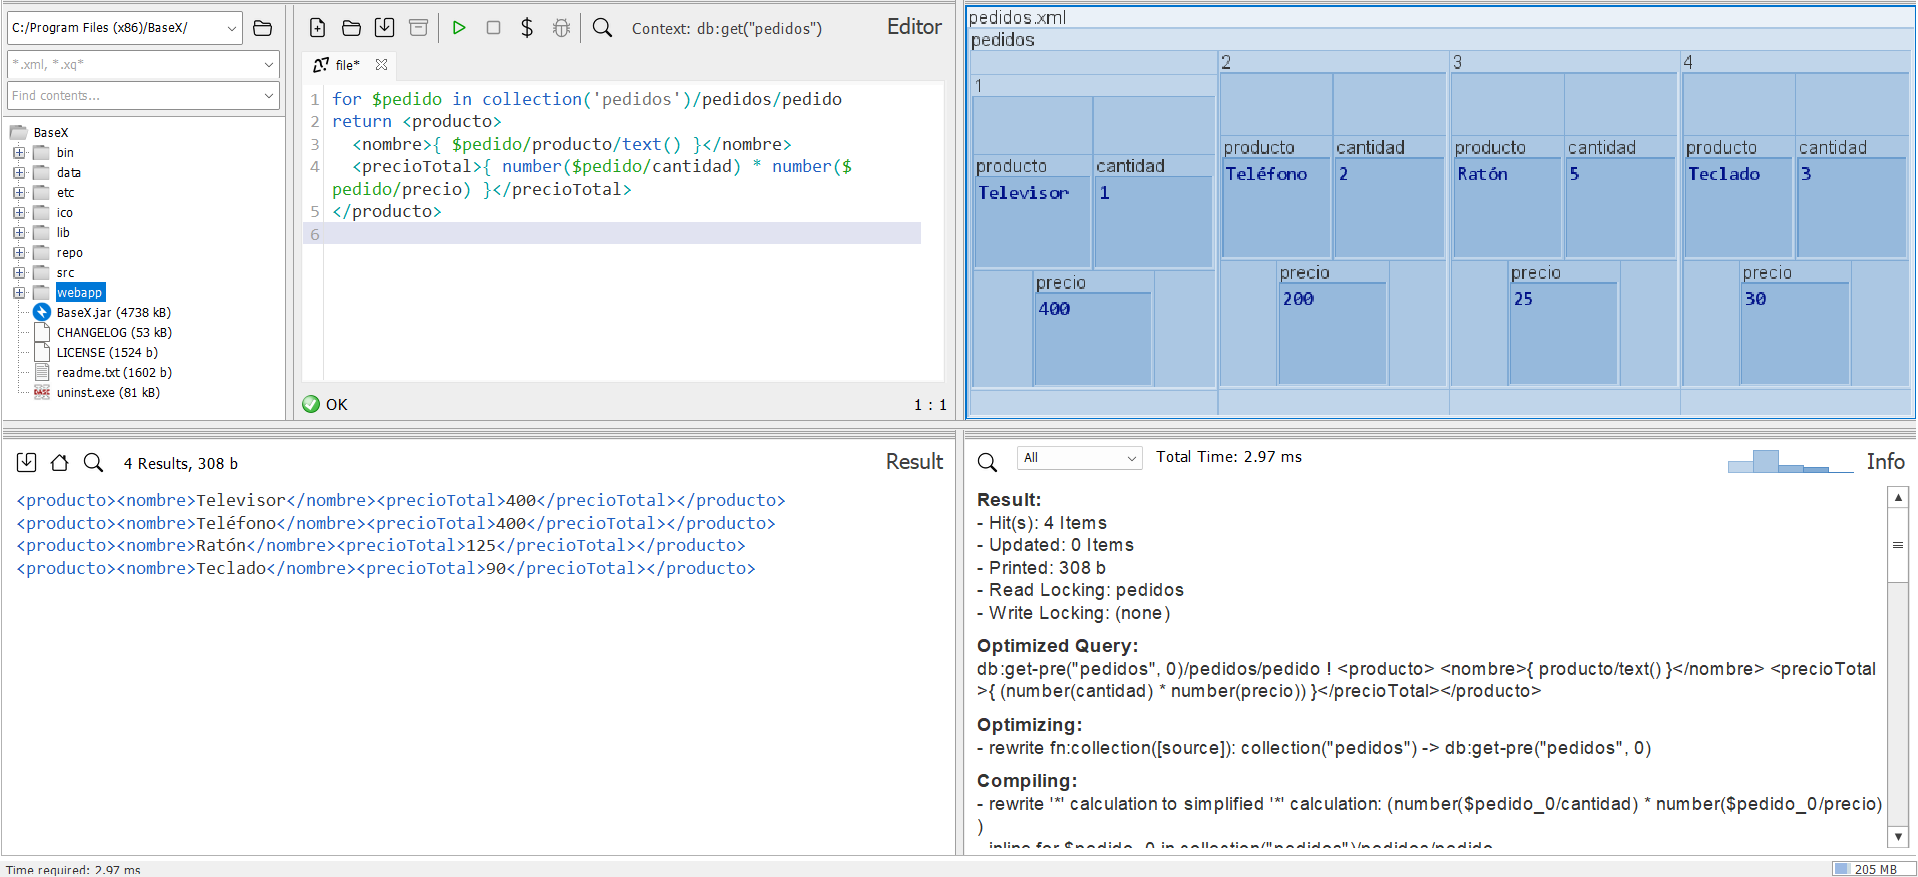 C:/Program Files (x86)/BaseX/
*.xml, *.xq*
Find contents...
BaseX
bin
data
etc
ico
lib
repo
src
webapp
BaseX.jar (4738 kB)
CHANGELOG (53 kB)
LICENSE (1524 b)
readme.txt (1602 b)
uninst.exe (81 kB)
Context: db:get("pedidos")
Editor
file*
1 for $pedido in collection('pedidos')/pedidos/pedido
2 return <producto>
3   <nombre>{ $pedido/producto/text() }</nombre>
4   <precioTotal>{ number($pedido/cantidad) * number($
pedido/precio) }</precioTotal>
5 </producto>
6
OK
1 : 1
pedidos.xml
pedidos
1
producto
Televisor
cantidad
1
precio
400
2
producto
Teléfono
cantidad
2
precio
200
3
producto
Ratón
cantidad
5
precio
25
4
producto
Teclado
cantidad
3
precio
30
4 Results, 308 b
Result
<producto><nombre>Televisor</nombre><precioTotal>400</precioTotal></producto>
<producto><nombre>Teléfono</nombre><precioTotal>400</precioTotal></producto>
<producto><nombre>Ratón</nombre><precioTotal>125</precioTotal></producto>
<producto><nombre>Teclado</nombre><precioTotal>90</precioTotal></producto>
All
Total Time: 2.97 ms
Info
Result:
- Hit(s): 4 Items
- Updated: 0 Items
- Printed: 308 b
- Read Locking: pedidos
- Write Locking: (none)
Optimized Query:
db:get-pre("pedidos", 0)/pedidos/pedido ! <producto> <nombre>{ producto/text() }</nombre> <precioTotal
>{ (number(cantidad) * number(precio)) }</precioTotal></producto>
Optimizing:
- rewrite fn:collection([source]): collection("pedidos") -> db:get-pre("pedidos", 0)
Compiling:
- rewrite '*' calculation to simplified '*' calculation: (number($pedido_0/cantidad) * number($pedido_0/precio)
)
- inline for $pedido_0 in collection("pedidos")/pedidos/pedido
Time required: 2.97 ms
205 MB